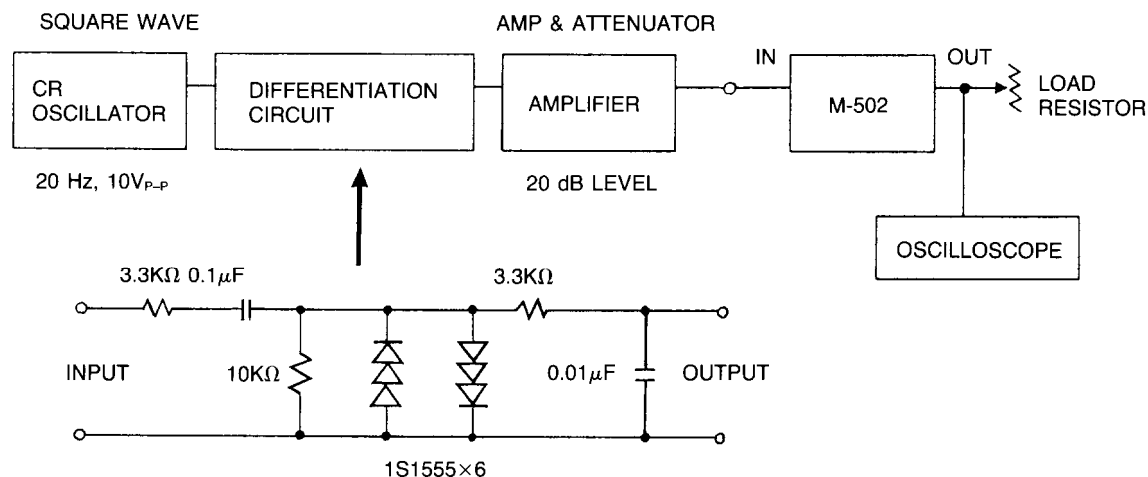 SQUARE WAVE
AMP & ATTENUATOR
CR
OSCILLATOR
DIFFERENTIATION
CIRCUIT
AMPLIFIER
IN
M-502
OUT
LOAD
RESISTOR
20 Hz, 10VP–P
20 dB LEVEL
OSCILLOSCOPE
3.3KΩ 0.1μF
3.3KΩ
INPUT
10KΩ
0.01μF
OUTPUT
1S1555×6